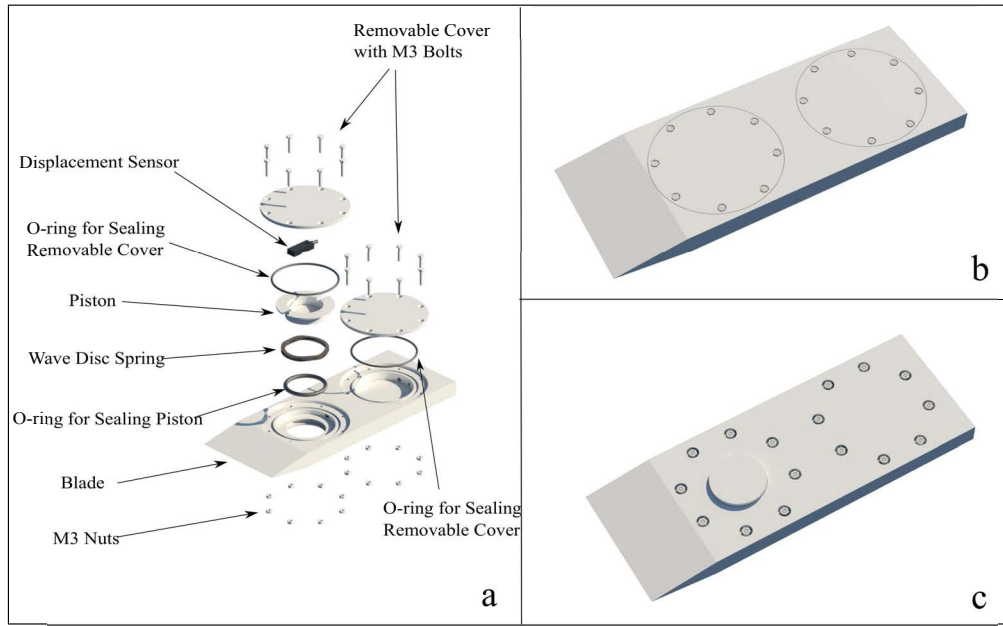 Removable Cover
with M3 Bolts
Displacement Sensor
O-ring for Sealing
Removable Cover
Piston
Wave Disc Spring
O-ring for Sealing Piston
Blade
M3 Nuts
O-ring for Sealing
Removable Cover
a
b
c